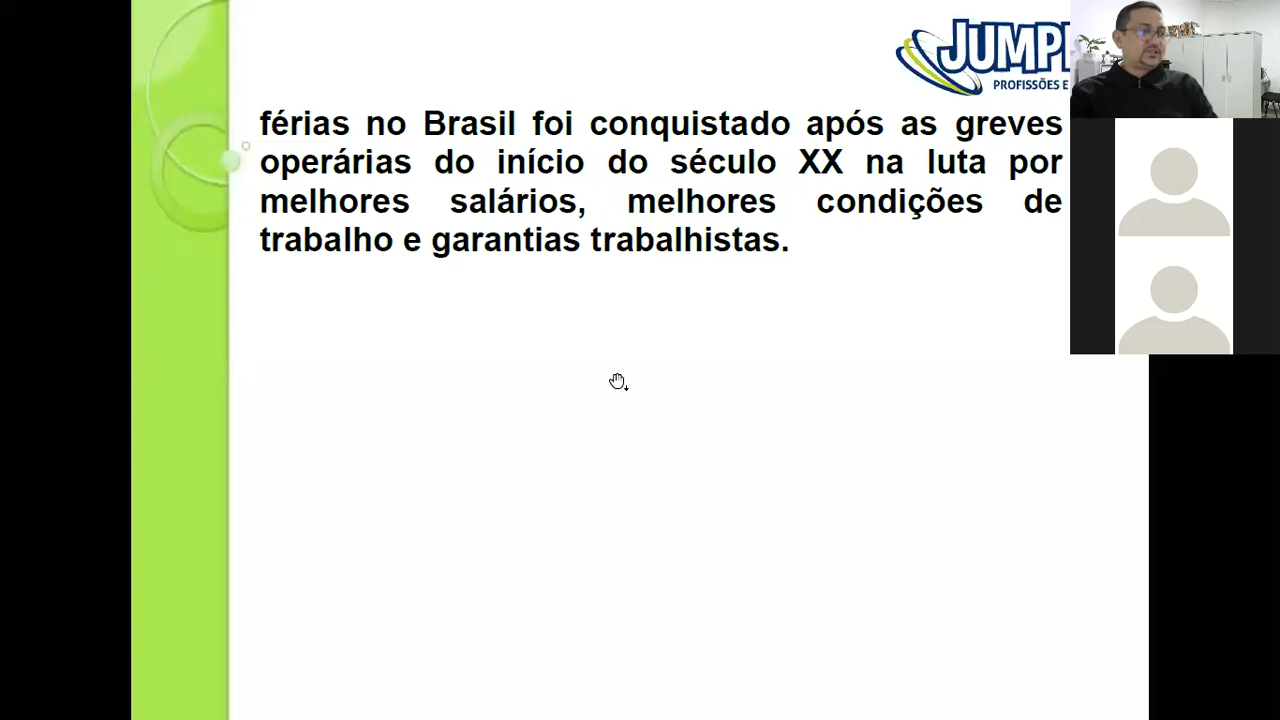 férias no Brasil foi conquistado após as greves
operárias do início do século XX na luta por
melhores salários, melhores condições de
trabalho e garantias trabalhistas.
PROFISSÕES E